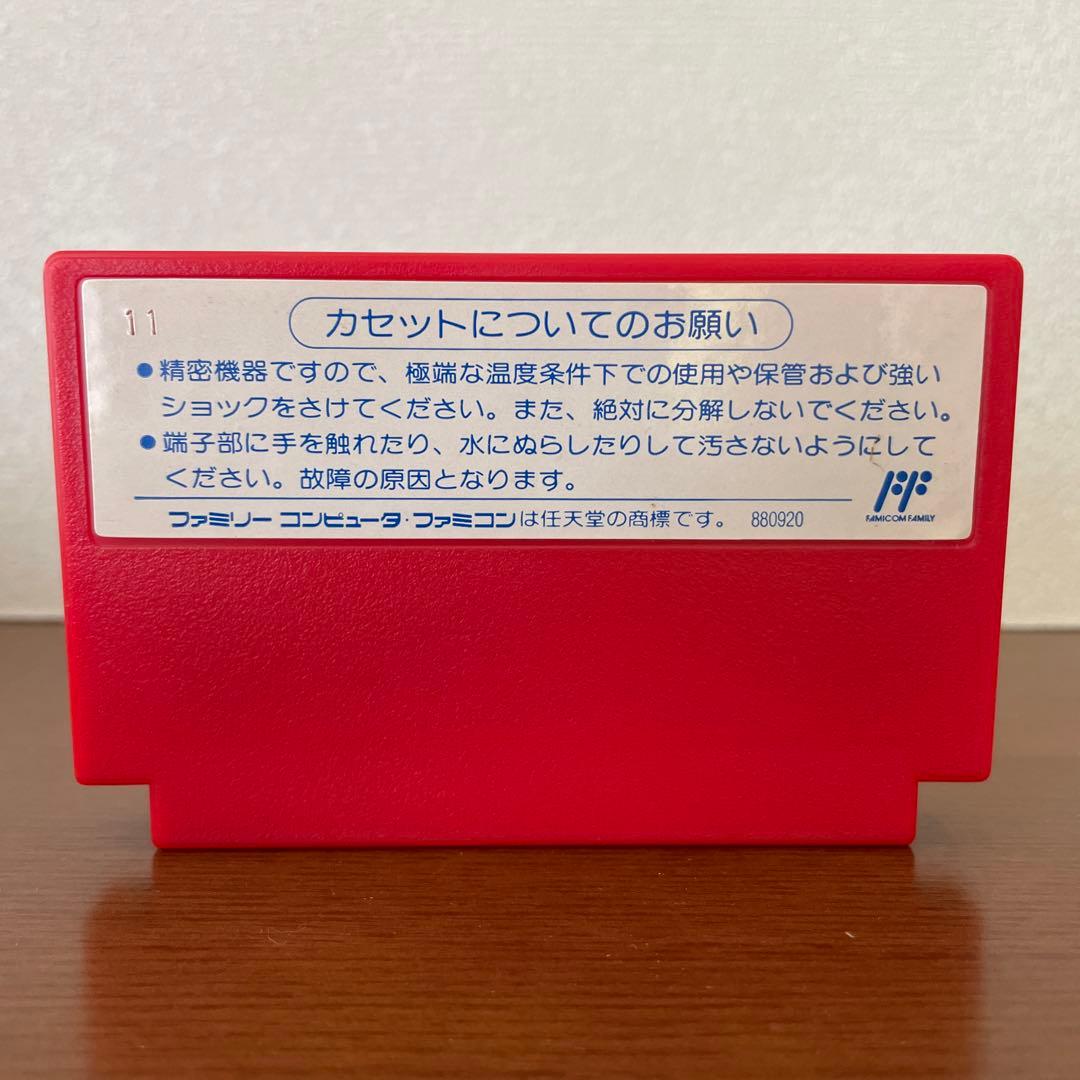 11
カセットについてのお願い
●精密機器ですので、極端な温度条件下での使用や保管および強い
ショックをさけてください。また、絶対に分解しないでください。
●端子部に手を触れたり、水にぬらしたりして汚さないようにして
ください。故障の原因となります。
FAMICOM FAMILY
ファミリー コンピュータ・ファミコンは任天堂の商標です。 880920